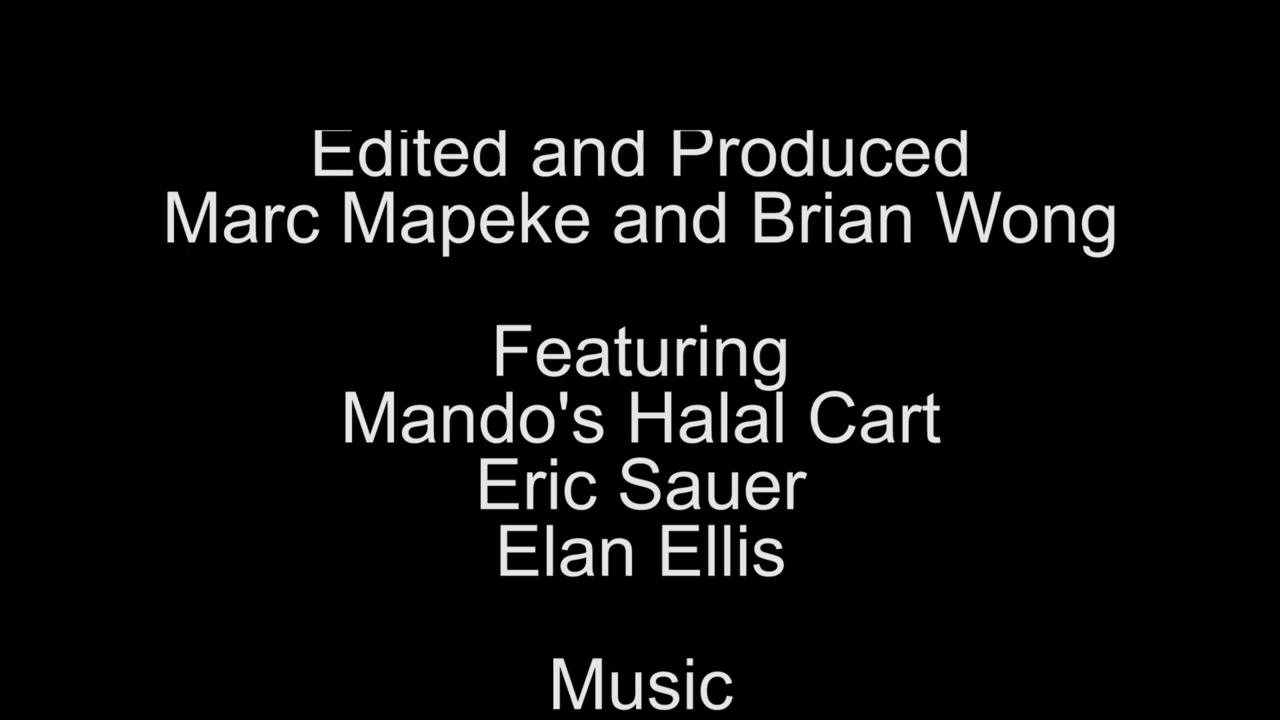 Edited and Produced
Marc Mapeke and Brian Wong
Featuring
Mando's Halal Cart
Eric Sauer
Elan Ellis
Music